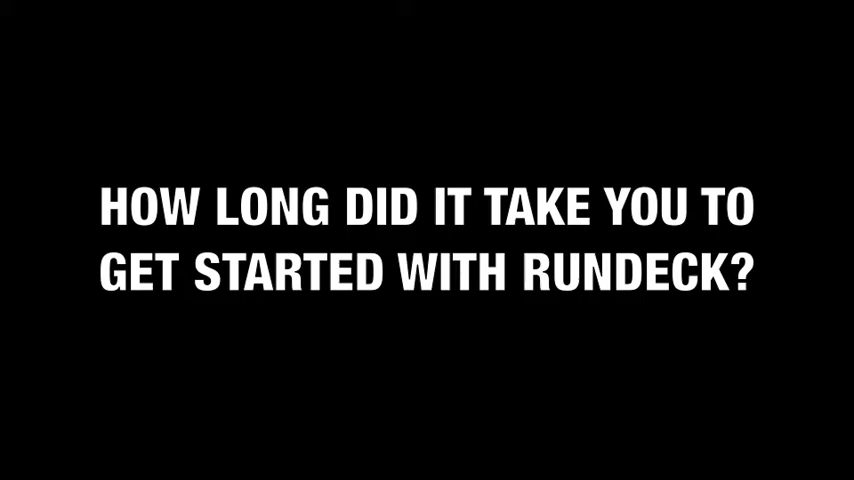 HOW LONG DID IT TAKE YOU TO
GET STARTED WITH RUNDECK?